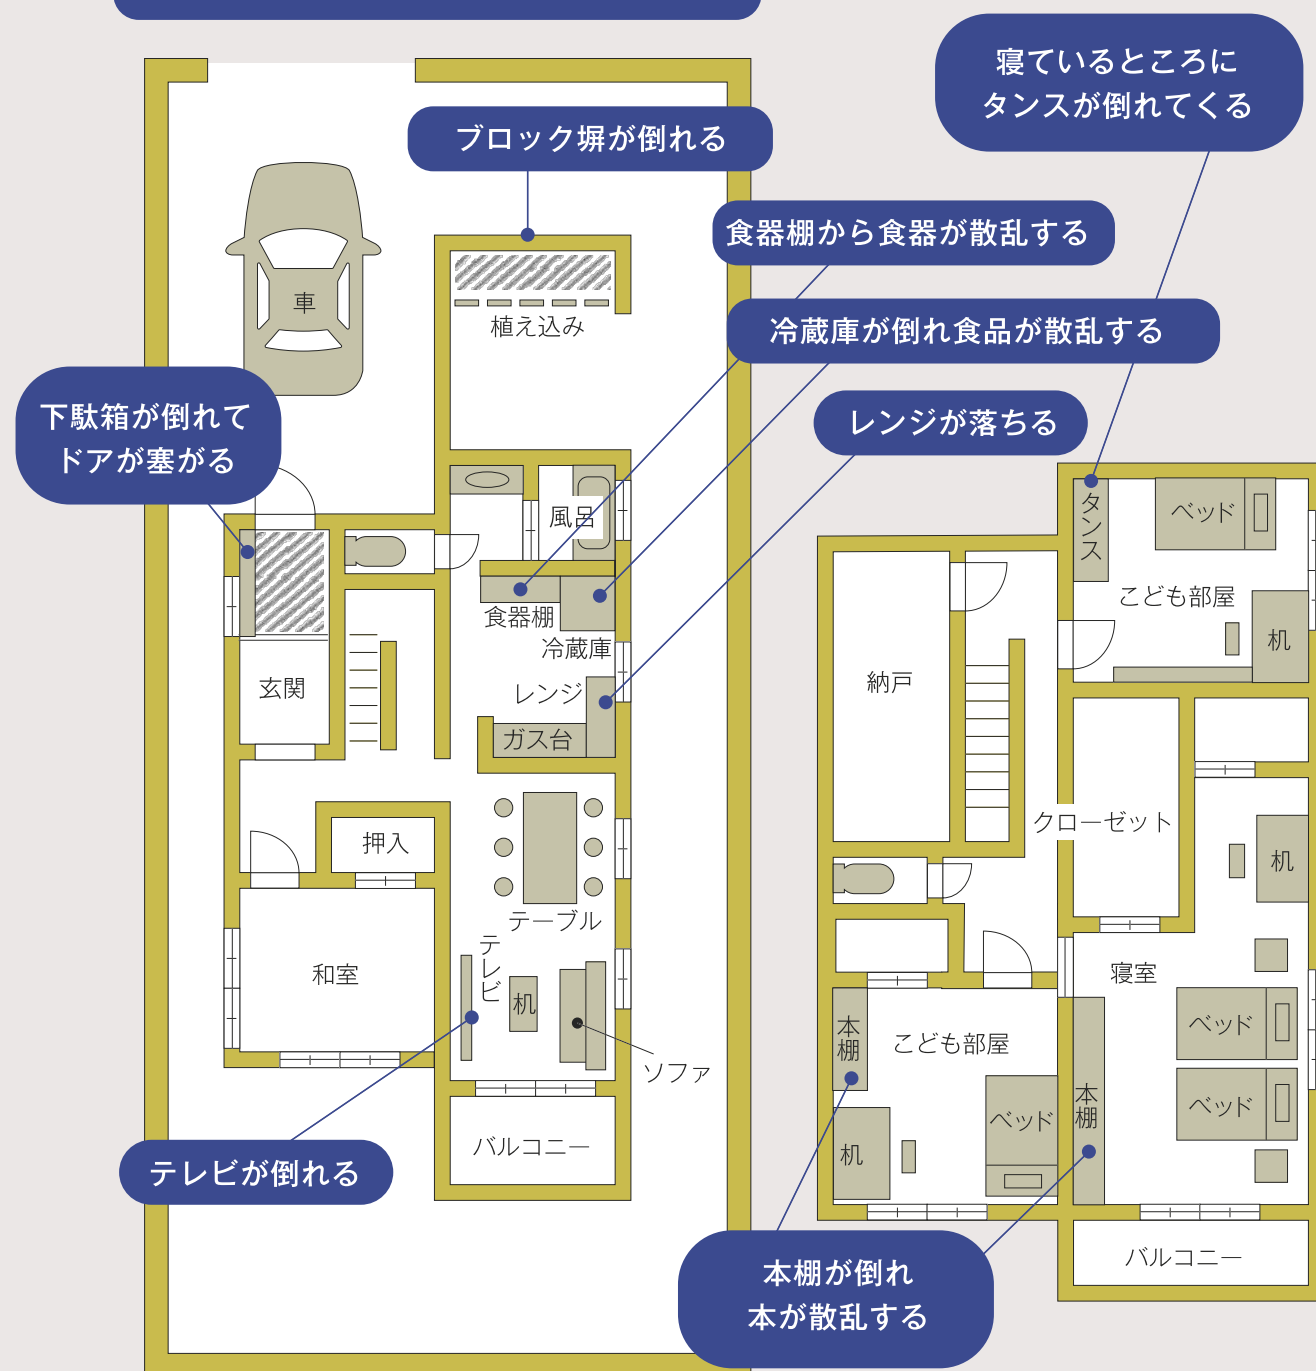 寝ているところに
タンスが倒れてくる
ブロック塀が倒れる
食器棚から食器が散乱する
車
冷蔵庫が倒れ食品が散乱する
植え込み
下駄箱が倒れて
ドアが塞がる
レンジが落ちる
タンス
ベッド
風呂
こども部屋
食器棚
机
冷蔵庫
玄関
レンジ
納戸
ガス台
クローゼット
押入
机
テーブル
テレビ
和室
机
寝室
本棚
こども部屋
ベッド
ソファ
ベッド
本棚
ベッド
机
バルコニー
テレビが倒れる
バルコニー
本棚が倒れ
本が散乱する